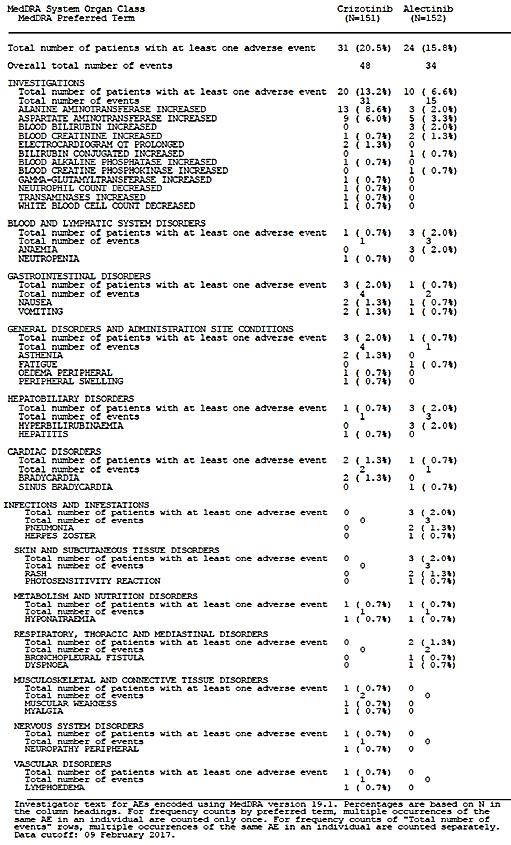 MedDRA System Organ Class Crizotinib Alectinib
MedDRA Preferred Term (N=151) (N=152)
Total number of patients with at least one adverse event 31 (20.5%) 24 (15.8%)
Overall total number of events 48 34
INVESTIGATIONS
Total number of patients with at least one adverse event 20 (13.2%) 10 ( 6.6%)
Total number of events 31 15
ALANINE AMINOTRANSFERASE INCREASED 13 ( 8.6%) 3 ( 2.0%)
ASPARTATE AMINOTRANSFERASE INCREASED 9 ( 6.0%) 5 ( 3.3%)
BLOOD BILIRUBIN INCREASED 0 3 ( 2.0%)
BLOOD CREATININE INCREASED 1 ( 0.7%) 2 ( 1.3%)
ELECTROCARDIOGRAM QT PROLONGED 2 ( 1.3%) 0
BILIRUBIN CONJUGATED INCREASED 0 1 ( 0.7%)
BLOOD ALKALINE PHOSPHATASE INCREASED 1 ( 0.7%) 0
BLOOD CREATINE PHOSPHOKINASE INCREASED 0 1 ( 0.7%)
GAMMA-GLUTAMYLTRANSFERASE INCREASED 1 ( 0.7%) 0
NEUTROPHIL COUNT DECREASED 1 ( 0.7%) 0
TRANSAMINASES INCREASED 1 ( 0.7%) 0
WHITE BLOOD CELL COUNT DECREASED 1 ( 0.7%) 0
BLOOD AND LYMPHATIC SYSTEM DISORDERS
Total number of patients with at least one adverse event 1 ( 0.7%) 3 ( 2.0%)
Total number of events 1 3
ANAEMIA 0 3 ( 2.0%)
NEUTROPENIA 1 ( 0.7%) 0
GASTROINTESTINAL DISORDERS
Total number of patients with at least one adverse event 3 ( 2.0%) 1 ( 0.7%)
Total number of events 4 2
NAUSEA 2 ( 1.3%) 1 ( 0.7%)
VOMITING 2 ( 1.3%) 1 ( 0.7%)
GENERAL DISORDERS AND ADMINISTRATION SITE CONDITIONS
Total number of patients with at least one adverse event 3 ( 2.0%) 1 ( 0.7%)
Total number of events 4 1
ASTHENIA 2 ( 1.3%) 0
FATIGUE 0 1 ( 0.7%)
OEDEMA PERIPHERAL 1 ( 0.7%) 0
PERIPHERAL SWELLING 1 ( 0.7%) 0
HEPATOBILIARY DISORDERS
Total number of patients with at least one adverse event 1 ( 0.7%) 3 ( 2.0%)
Total number of events 1 3
HYPERBILIRUBINAEMIA 0 3 ( 2.0%)
HEPATITIS 1 ( 0.7%) 0
CARDIAC DISORDERS
Total number of patients with at least one adverse event 2 ( 1.3%) 1 ( 0.7%)
Total number of events 2 1
BRADYCARDIA 2 ( 1.3%) 0
SINUS BRADYCARDIA 0 1 ( 0.7%)
INFECTIONS AND INFESTATIONS
Total number of patients with at least one adverse event 0 3 ( 2.0%)
Total number of events 0 3
PNEUMONIA 0 2 ( 1.3%)
HERPES ZOSTER 0 1 ( 0.7%)
SKIN AND SUBCUTANEOUS TISSUE DISORDERS
Total number of patients with at least one adverse event 0 3 ( 2.0%)
Total number of events 0 3
RASH 0 2 ( 1.3%)
PHOTOSENSITIVITY REACTION 0 1 ( 0.7%)
METABOLISM AND NUTRITION DISORDERS
Total number of patients with at least one adverse event 1 ( 0.7%) 1 ( 0.7%)
Total number of events 1 1
HYPONATRAEMIA 1 ( 0.7%) 1 ( 0.7%)
RESPIRATORY, THORACIC AND MEDIASTINAL DISORDERS
Total number of patients with at least one adverse event 0 2 ( 1.3%)
Total number of events 0 2
BRONCHOPLEURAL FISTULA 0 1 ( 0.7%)
DYSPNOEA 0 1 ( 0.7%)
MUSCULOSKELETAL AND CONNECTIVE TISSUE DISORDERS
Total number of patients with at least one adverse event 1 ( 0.7%) 0
Total number of events 2 0
MUSCULAR WEAKNESS 1 ( 0.7%) 0
MYALGIA 1 ( 0.7%) 0
NERVOUS SYSTEM DISORDERS
Total number of patients with at least one adverse event 1 ( 0.7%) 0
Total number of events 1 0
NEUROPATHY PERIPHERAL 1 ( 0.7%) 0
VASCULAR DISORDERS
Total number of patients with at least one adverse event 1 ( 0.7%) 0
Total number of events 1 0
LYMPHOEDEMA 1 ( 0.7%) 0
Investigator text for AEs encoded using MedDRA version 19.1. Percentages are based on N in
the column headings. For frequency counts by preferred term, multiple occurrences of the
same AE in an individual are counted only once. For frequency counts of "Total number of
events" rows, multiple occurrences of the same AE in an individual are counted separately.
Data cutoff: 09 February 2017.